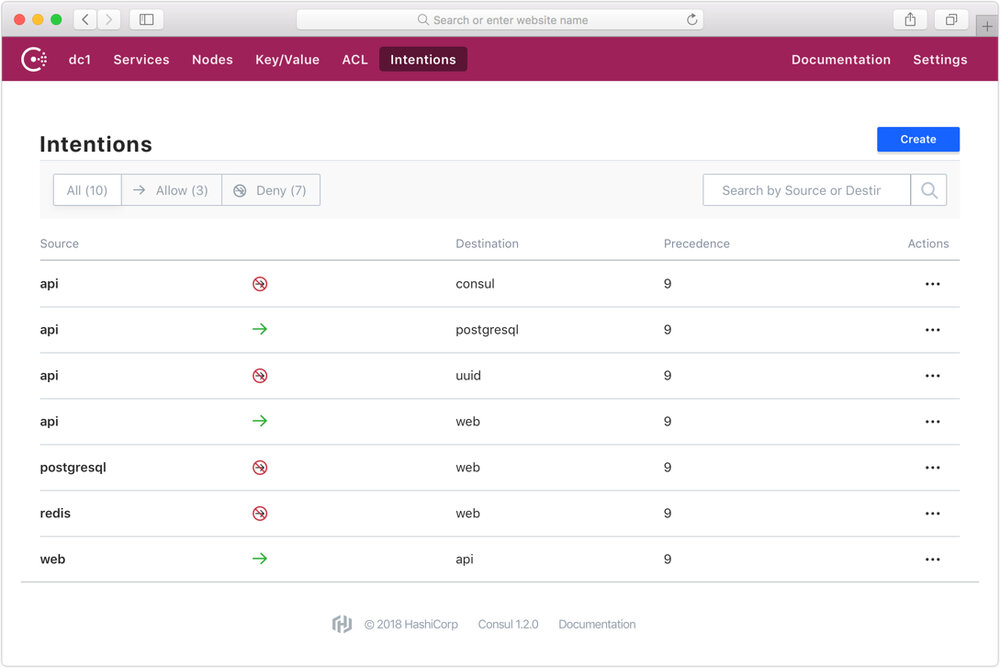 Search or enter website name
dc1 Services Nodes Key/Value ACL Intentions Documentation Settings
Intentions
Create
All (10) Allow (3) Deny (7) Search by Source or Destir
Source Destination Precedence Actions
api consul 9
api postgresql 9
api uuid 9
api web 9
postgresql web 9
redis web 9
web api 9
© 2018 HashiCorp Consul 1.2.0 Documentation